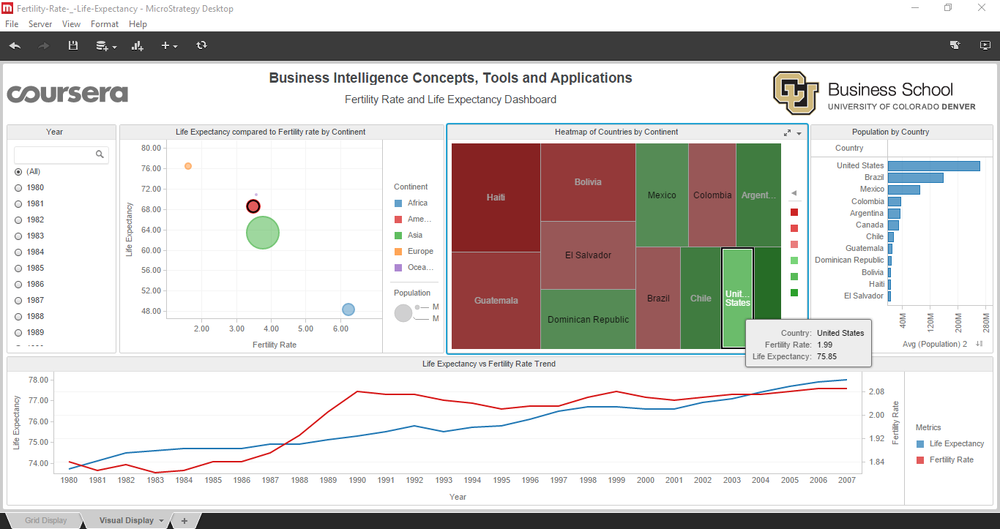 Fertility-Rate-_-Life-Expectancy - MicroStrategy Desktop
File Server View Format Help
coursera
Business Intelligence Concepts, Tools and Applications
Fertility Rate and Life Expectancy Dashboard
CU
Business School
UNIVERSITY OF COLORADO DENVER
Year
(All)
1980
1981
1982
1983
1984
1985
1986
1987
1988
1989
Life Expectancy compared to Fertility rate by Continent
Life Expectancy
80.00
76.00
72.00
68.00
64.00
60.00
56.00
52.00
48.00
2.00 3.00 4.00 5.00 6.00
Fertility Rate
Continent
Africa
Ame...
Asia
Europe
Ocea...
Population
M
M
Heatmap of Countries by Continent
Haiti
Guatemala
Bolivia
El Salvador
Dominican Republic
Mexico
Colombia
Argent...
Brazil
Chile
Unit...
States
Country: United States
Fertility Rate: 1.99
Life Expectancy: 75.85
Population by Country
Country
United States
Brazil
Mexico
Colombia
Argentina
Canada
Chile
Guatemala
Dominican Republic
Bolivia
Haiti
El Salvador
40M 120M 200M 280M
Avg (Population) 2
Life Expectancy vs Fertility Rate Trend
Life Expectancy
78.00
77.00
76.00
75.00
74.00
1980 1981 1982 1983 1984 1985 1986 1987 1988 1989 1990 1991 1992 1993 1994 1995 1996 1997 1998 1999 2000 2001 2002 2003 2004 2005 2006 2007
Year
2.08
2.00
1.92
1.84
Fertility Rate
Metrics
Life Expectancy
Fertility Rate
Grid Display Visual Display